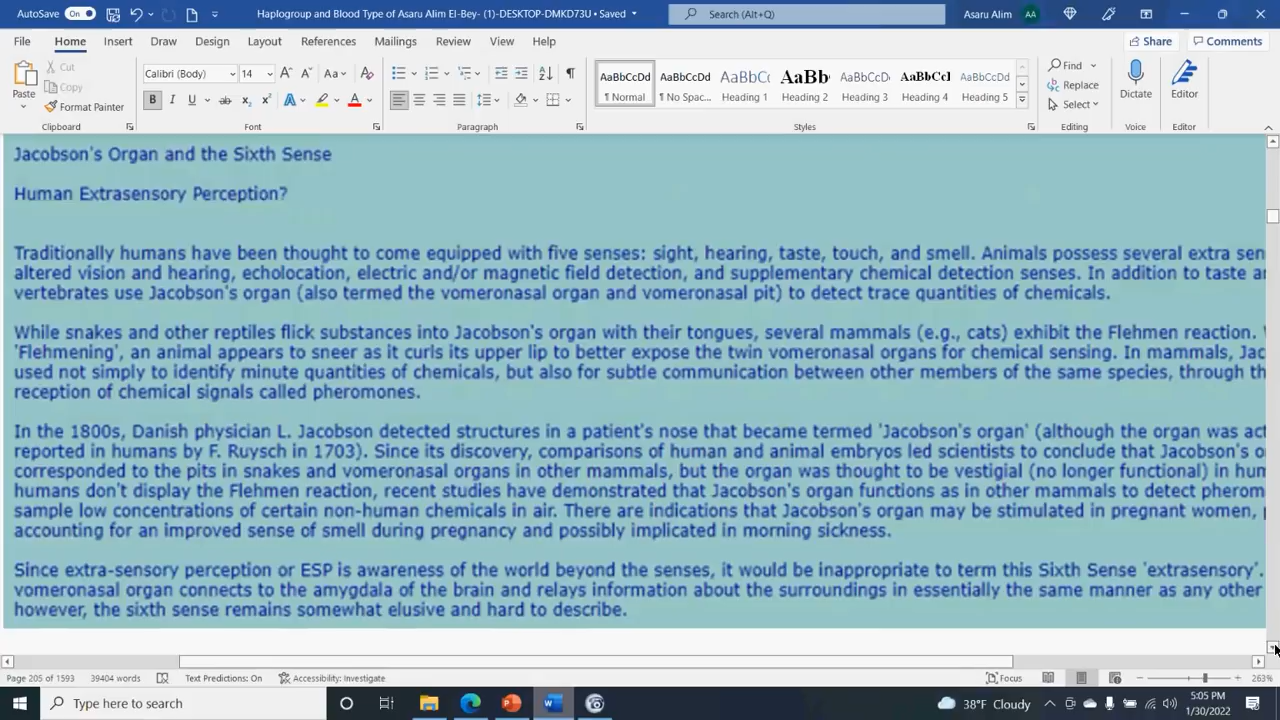 AutoSave On Haplogroup and Blood Type of Asaru Alim El-Bey- (1)-DESKTOP-DMKD73U • Saved Search (Alt+Q) Asaru Alim AA
File Home Insert Draw Design Layout References Mailings Review View Help Share Comments
Paste Cut Copy Format Painter
Calibri (Body) 14
AaBbCcDd AaBbCcDd AaBbCc AaBb AaBbCcDd AaBbCcI AaBbCcDd
¶ Normal ¶ No Spac... Heading 1 Heading 2 Heading 3 Heading 4 Heading 5
Find Replace Select Dictate Editor
Clipboard Font Paragraph Styles Editing Voice Editor
Jacobson's Organ and the Sixth Sense
Human Extrasensory Perception?
Traditionally humans have been thought to come equipped with five senses: sight, hearing, taste, touch, and smell. Animals possess several extra sen
altered vision and hearing, echolocation, electric and/or magnetic field detection, and supplementary chemical detection senses. In addition to taste a
vertebrates use Jacobson's organ (also termed the vomeronasal organ and vomeronasal pit) to detect trace quantities of chemicals.
While snakes and other reptiles flick substances into Jacobson's organ with their tongues, several mammals (e.g., cats) exhibit the Flehmen reaction.
'Flehmening', an animal appears to sneer as it curls its upper lip to better expose the twin vomeronasal organs for chemical sensing. In mammals, Jac
used not simply to identify minute quantities of chemicals, but also for subtle communication between other members of the same species, through th
reception of chemical signals called pheromones.
In the 1800s, Danish physician L. Jacobson detected structures in a patient's nose that became termed 'Jacobson's organ' (although the organ was act
reported in humans by F. Ruysch in 1703). Since its discovery, comparisons of human and animal embryos led scientists to conclude that Jacobson's o
corresponded to the pits in snakes and vomeronasal organs in other mammals, but the organ was thought to be vestigial (no longer functional) in hum
humans don't display the Flehmen reaction, recent studies have demonstrated that Jacobson's organ functions as in other mammals to detect pherom
sample low concentrations of certain non-human chemicals in air. There are indications that Jacobson's organ may be stimulated in pregnant women, p
accounting for an improved sense of smell during pregnancy and possibly implicated in morning sickness.
Since extra-sensory perception or ESP is awareness of the world beyond the senses, it would be inappropriate to term this Sixth Sense 'extrasensory'.
vomeronasal organ connects to the amygdala of the brain and relays information about the surroundings in essentially the same manner as any other
however, the sixth sense remains somewhat elusive and hard to describe.
Page 205 of 1593 39404 words Text Predictions: On Accessibility: Investigate Focus 263%
Type here to search 38°F Cloudy 5:05 PM
1/30/2022